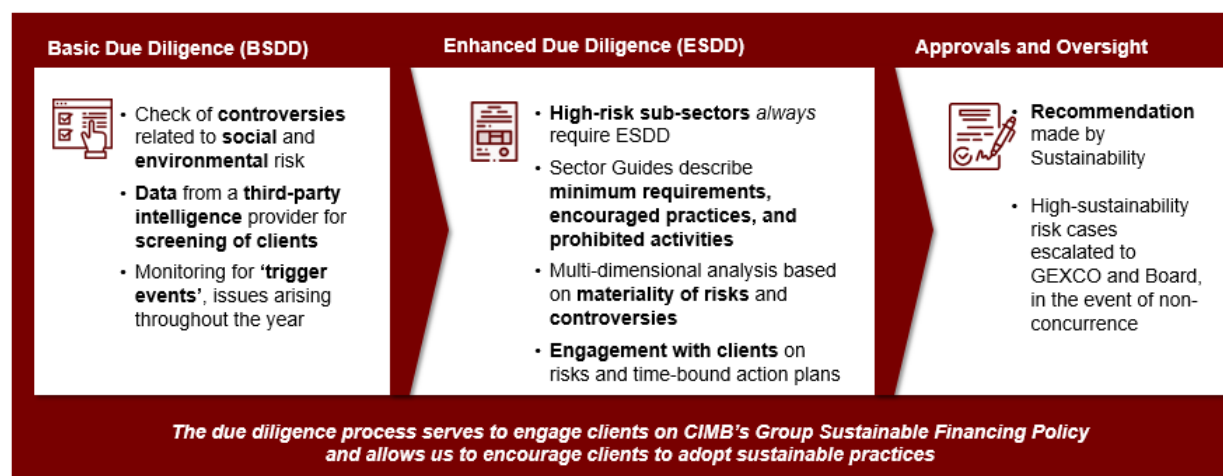 Basic Due Diligence (BSDD)
• Check of controversies
related to social and
environmental risk
• Data from a third-party
intelligence provider for
screening of clients
• Monitoring for ‘trigger
events’, issues arising
throughout the year
Enhanced Due Diligence (ESDD)
• High-risk sub-sectors always
require ESDD
• Sector Guides describe
minimum requirements,
encouraged practices, and
prohibited activities
• Multi-dimensional analysis based
on materiality of risks and
controversies
• Engagement with clients on
risks and time-bound action plans
Approvals and Oversight
• Recommendation
made by
Sustainability
• High-sustainability
risk cases
escalated to
GEXCO and Board,
in the event of non-
concurrence
The due diligence process serves to engage clients on CIMB’s Group Sustainable Financing Policy
and allows us to encourage clients to adopt sustainable practices